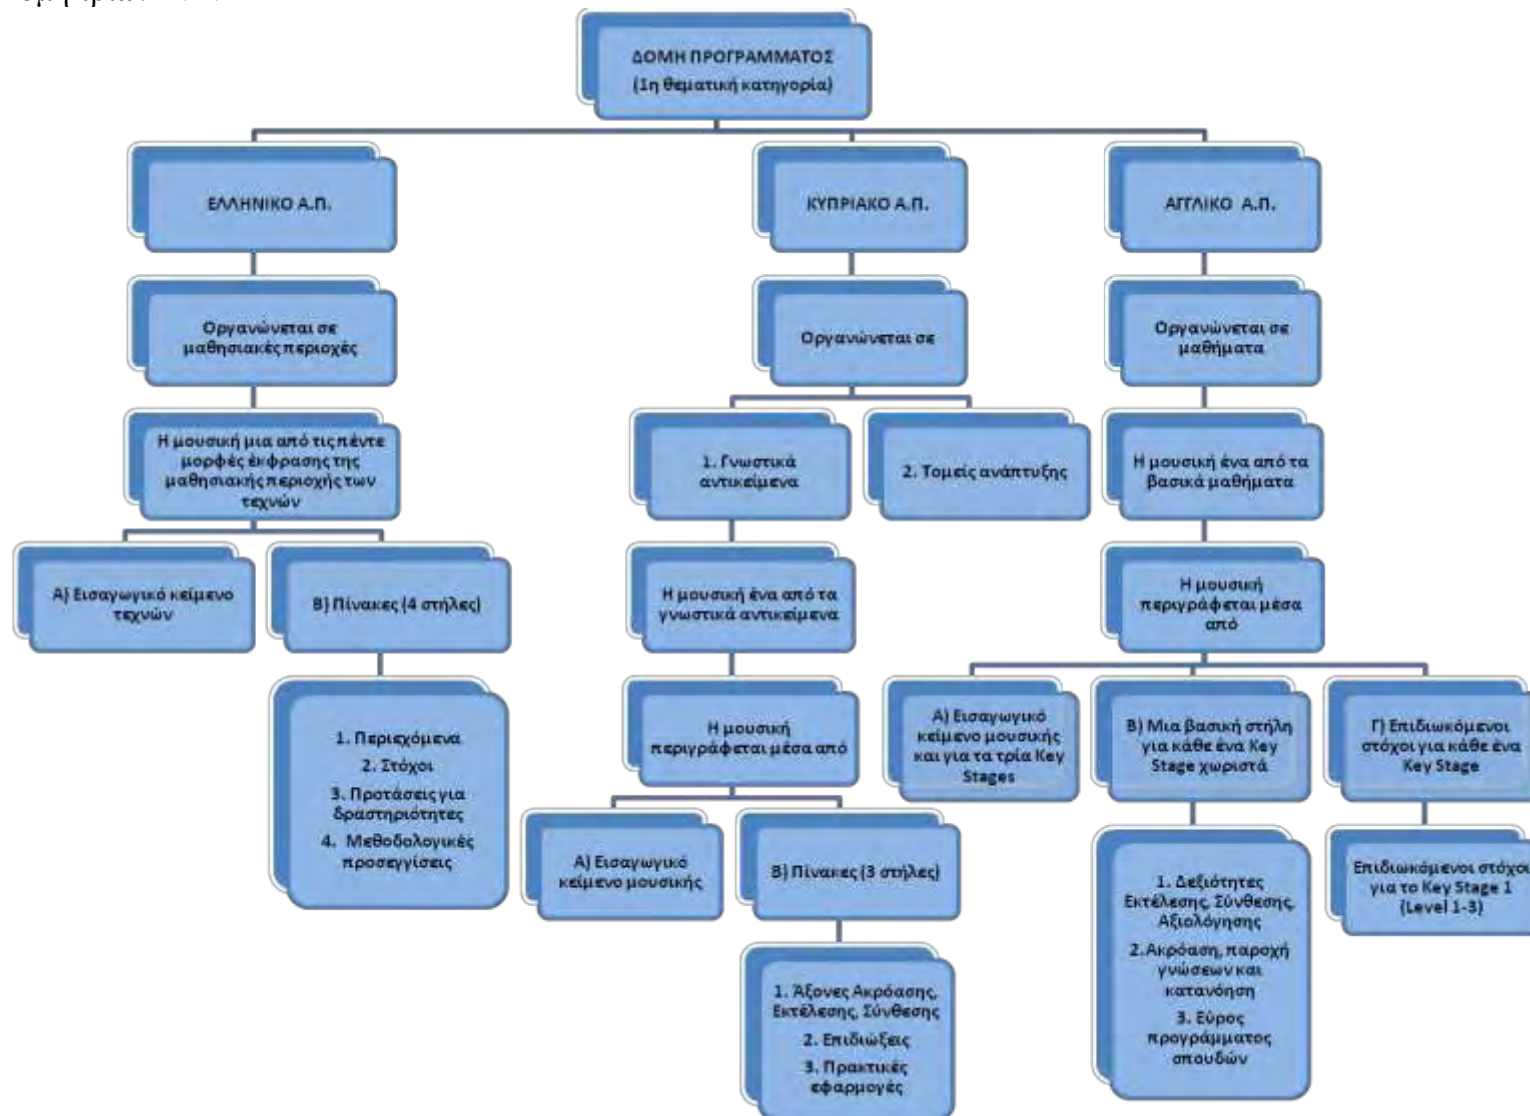 ΔΟΜΗ ΠΡΟΓΡΑΜΜΑΤΟΣ
(1η θεματική κατηγορία)
ΕΛΛΗΝΙΚΟ Α.Π.
ΚΥΠΡΙΑΚΟ Α.Π.
ΑΓΓΛΙΚΟ Α.Π.
Οργανώνεται σε
μαθησιακές περιοχές
Οργανώνεται σε
Οργανώνεται σε
μαθήματα
Η μουσική μια από τις πέντε
μορφές έκφρασης της
μαθησιακής περιοχής των
τεχνών
1. Γνωστικά
αντικείμενα
2. Τομείς ανάπτυξης
Η μουσική ένα από τα
βασικά μαθήματα
Α) Εισαγωγικό κείμενο
τεχνών
Β) Πίνακες (4 στήλες)
Η μουσική ένα από τα
γνωστικά αντικείμενα
Η μουσική
περιγράφεται μέσα
από
1. Περιεχόμενα
2. Στόχοι
3. Προτάσεις για
δραστηριότητες
4. Μεθοδολογικές
προσεγγίσεις
Η μουσική
περιγράφεται μέσα από
Α) Εισαγωγικό
κείμενο μουσικής
και για τα τρία Key
Stages
Β) Μια βασική στήλη
για κάθε ένα Key
Stage χωριστά
Γ) Επιδιωκόμενοι
στόχοι για κάθε ένα
Key Stage
Α) Εισαγωγικό
κείμενο μουσικής
Β) Πίνακες (3 στήλες)
1. Δεξιότητες
Εκτέλεσης, Σύνθεσης,
Αξιολόγησης
2.Ακρόαση, παροχή
γνώσεων και
κατανόηση
3. Εύρος
προγράμματος
σπουδών
Επιδιωκόμενοι στόχοι
για το Key Stage 1
(Level 1-3)
1. Άξονες Ακρόασης,
Εκτέλεσης, Σύνθεσης
2. Επιδιώξεις
3. Πρακτικές
εφαρμογές